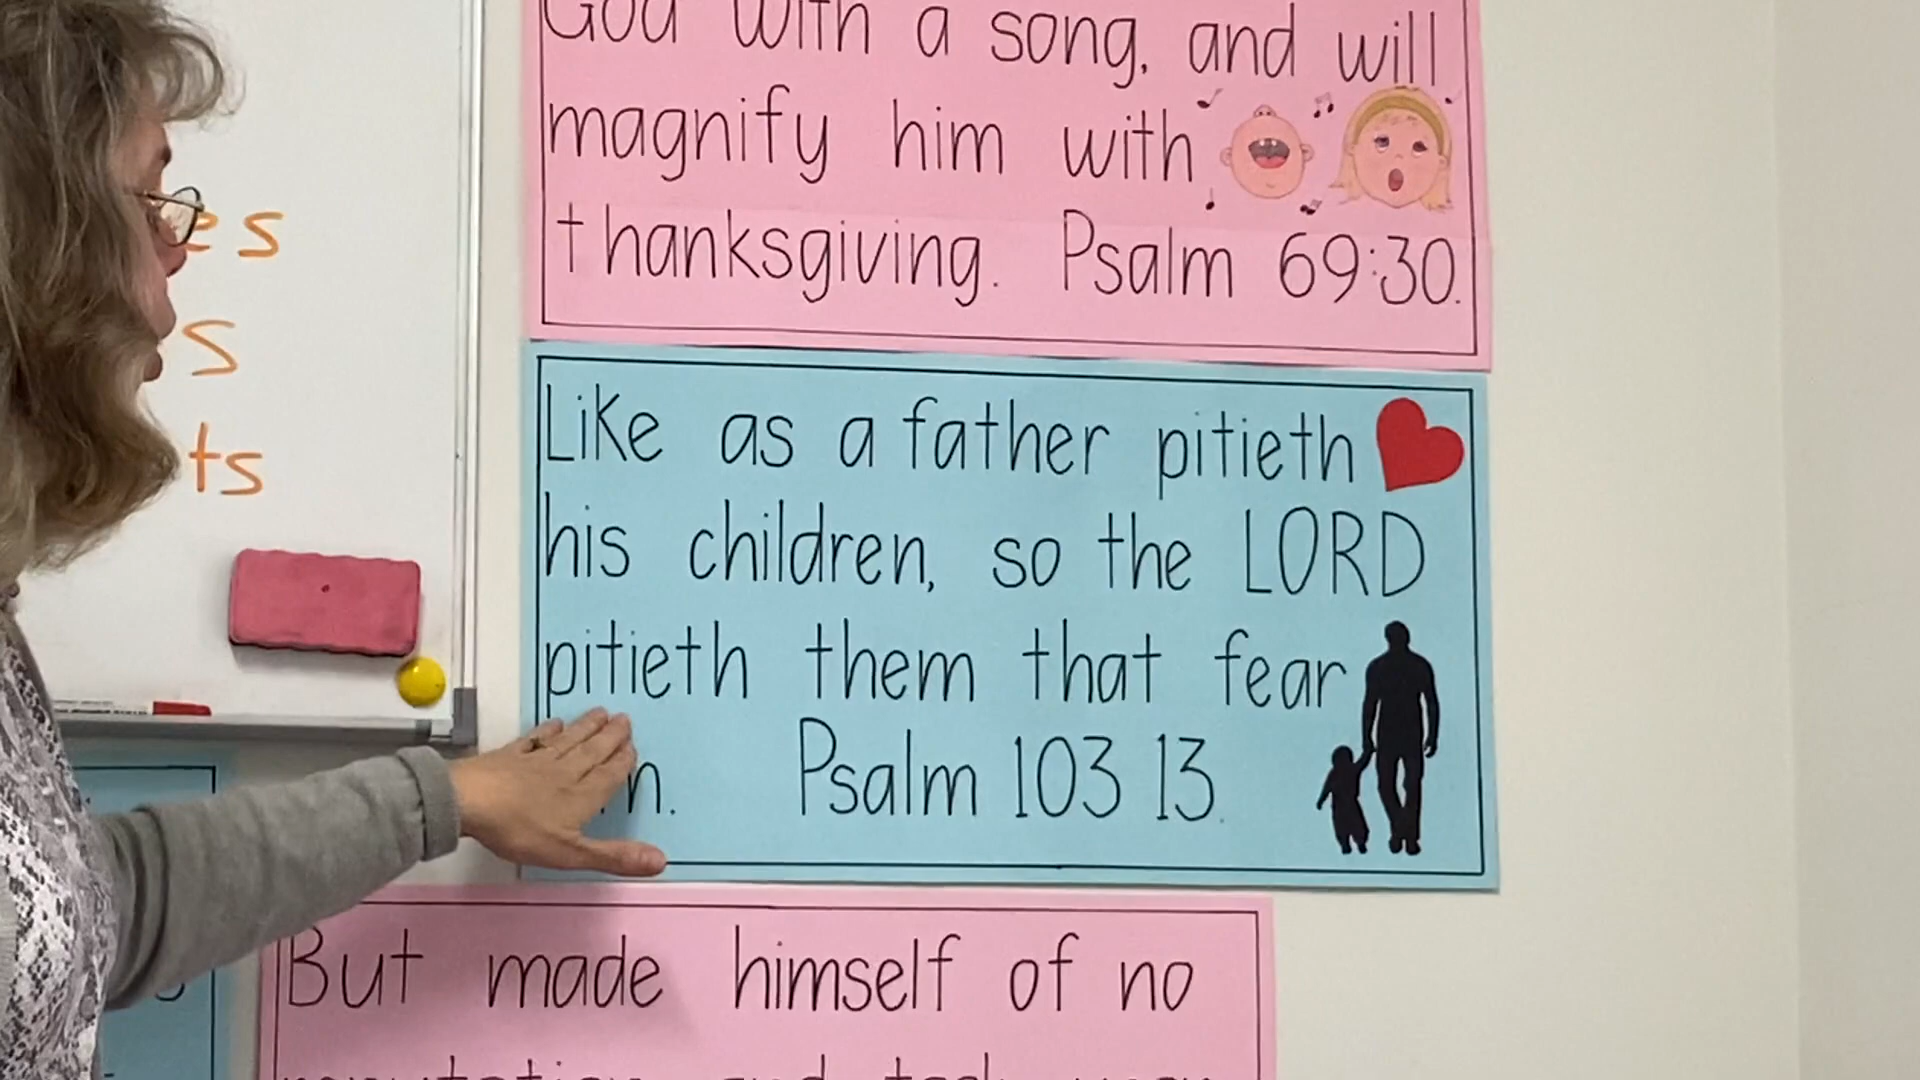 God with a song, and will
magnify him with
thanksgiving. Psalm 69:30.
Like as a father pitieth
his children, so the LORD
pitieth them that fear
Psalm 103 13.
But made himself of no